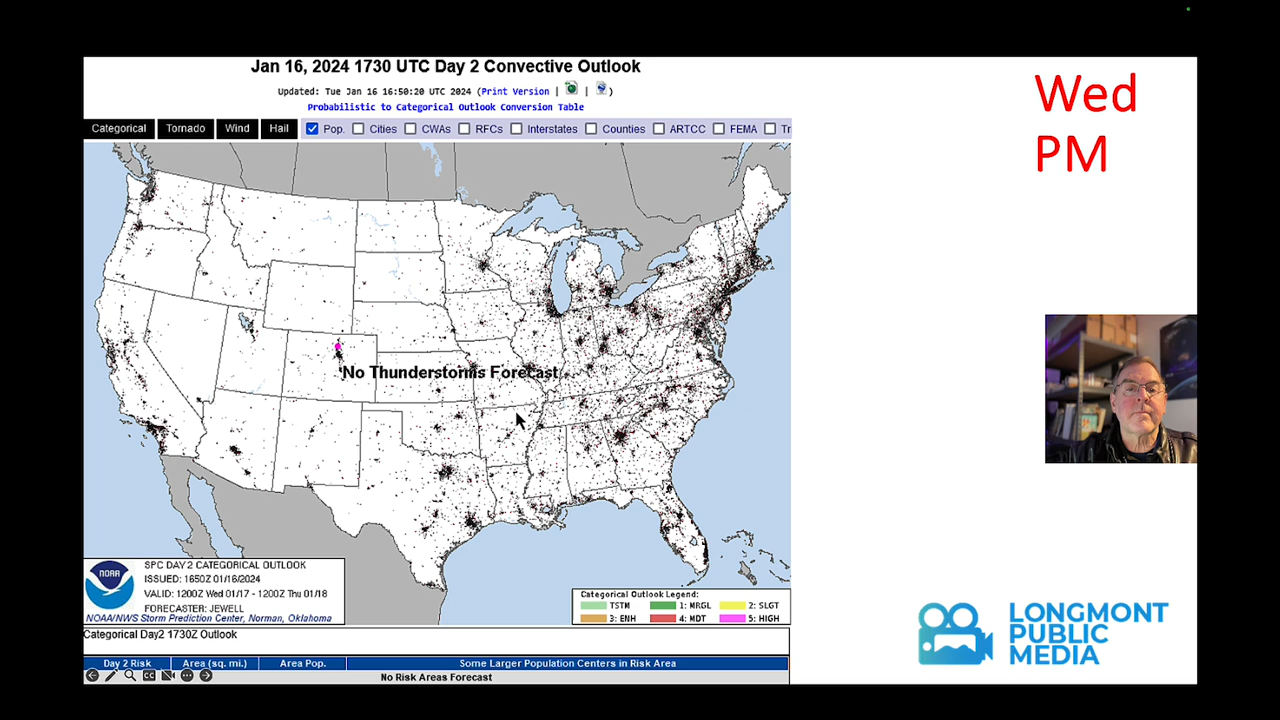 Jan 16, 2024 1730 UTC Day 2 Convective Outlook
Updated: Tue Jan 16 16:50:20 UTC 2024 (Print Version | | )
Probabilistic to Categorical Outlook Conversion Table
Categorical Tornado Wind Hail Pop. Cities CWAs RFCs Interstates Counties ARTCC FEMA Tr
Wed
PM
No Thunderstorms Forecast
NOAA
SPC DAY 2 CATEGORICAL OUTLOOK
ISSUED: 1650Z 01/16/2024
VALID: 1200Z Wed 01/17 - 1200Z Thu 01/18
FORECASTER: JEWELL
NOAA/NWS Storm Prediction Center, Norman, Oklahoma
Categorical Outlook Legend:
TSTM 1: MRGL 2: SLGT
3: ENH 4: MDT 5: HIGH
Categorical Day2 1730Z Outlook
Day 2 Risk Area (sq. mi.) Area Pop. Some Larger Population Centers in Risk Area
CC
No Risk Areas Forecast
LONGMONT
PUBLIC
MEDIA